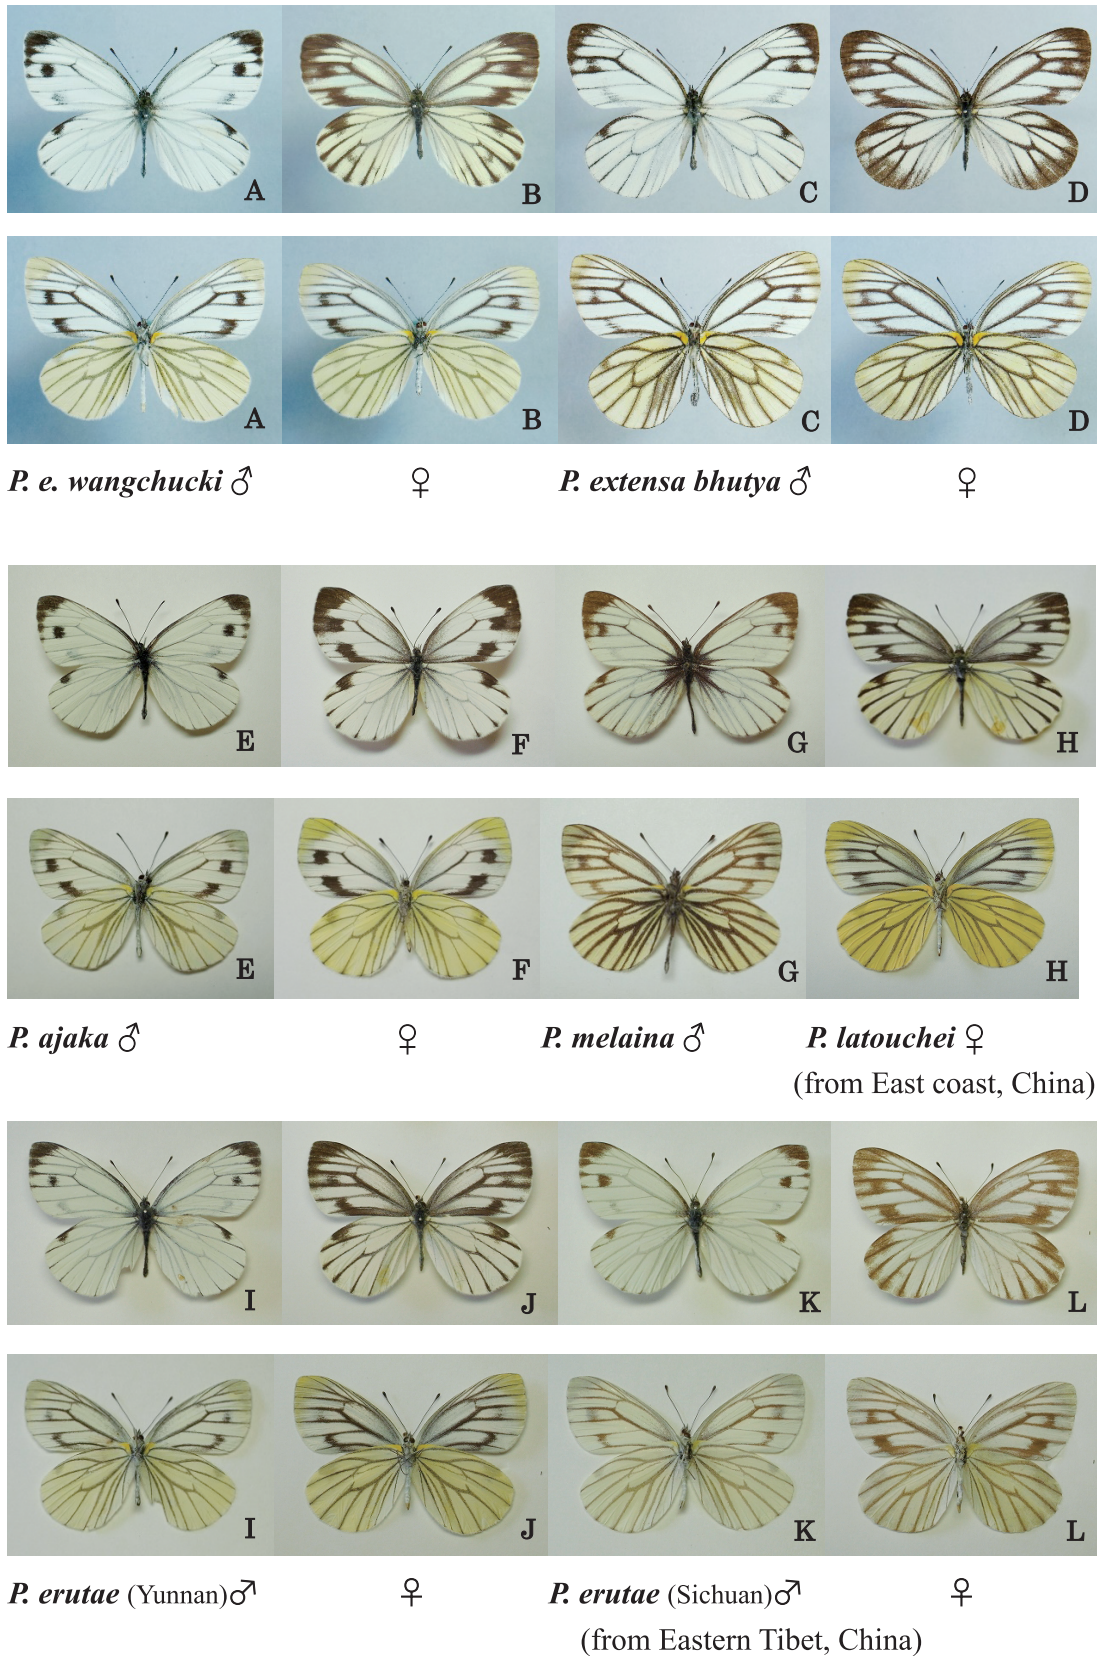 A B C D
A B C D
P. e. wangchucki ♂ ♀ P. extensa bhutya ♂ ♀
E F G H
E F G H
P. ajaka ♂ ♀ P. melaina ♂ P. latouchei ♀
(from East coast, China)
I J K L
I J K L
P. erutae (Yunnan)♂ ♀ P. erutae (Sichuan)♂ ♀
(from Eastern Tibet, China)